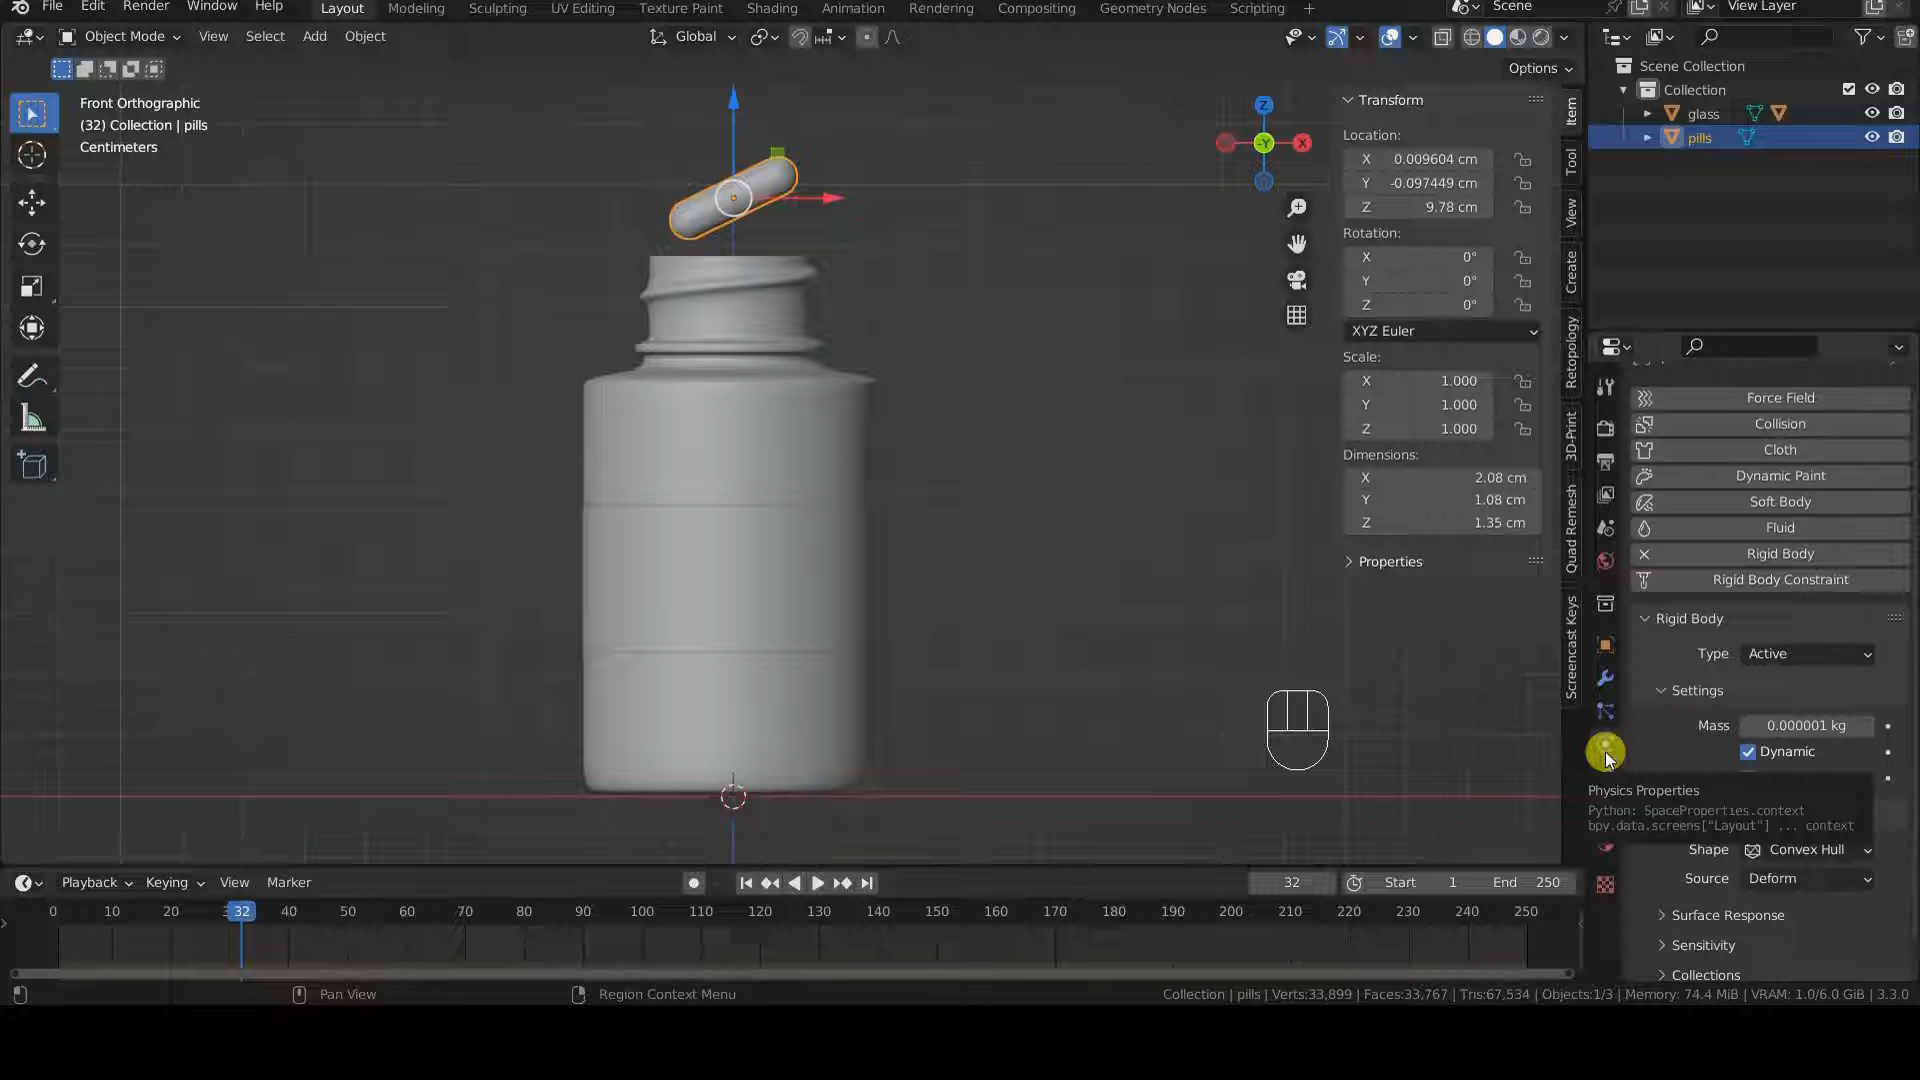 File Edit Render Window Help
Layout Modeling Sculpting UV Editing Texture Paint Shading Animation Rendering Compositing Geometry Nodes Scripting
Scene View Layer
Object Mode View Select Add Object
Global
Options
Front Orthographic
(32) Collection | pills
Centimeters
Z
X
-Y
Transform
Location:
X 0.009604 cm
Y -0.097449 cm
Z 9.78 cm
Rotation:
X 0°
Y 0°
Z 0°
XYZ Euler
Scale:
X 1.000
Y 1.000
Z 1.000
Dimensions:
X 2.08 cm
Y 1.08 cm
Z 1.35 cm
Properties
Item
Tool
View
Create
Retopology
3D-Print
Quad Remesh
Screencast Keys
Scene Collection
Collection
glass
pills
Force Field
Collision
Cloth
Dynamic Paint
Soft Body
Fluid
Rigid Body
Rigid Body Constraint
Rigid Body
Type Active
Settings
Mass 0.000001 kg
Dynamic
Physics Properties
Python: SpaceProperties.context
bpy.data.screens["Layout"] ... context
Shape Convex Hull
Source Deform
Surface Response
Sensitivity
Collections
Playback Keying View Marker
32 Start 1 End 250
0 10 20 32 40 50 60 70 80 90 100 110 120 130 140 150 160 170 180 190 200 210 220 230 240 250
Pan View Region Context Menu
Collection | pills | Verts:33,899 | Faces:33,767 | Tris:67,534 | Objects:1/3 | Memory: 74.4 MiB | VRAM: 1.0/6.0 GiB | 3.3.0